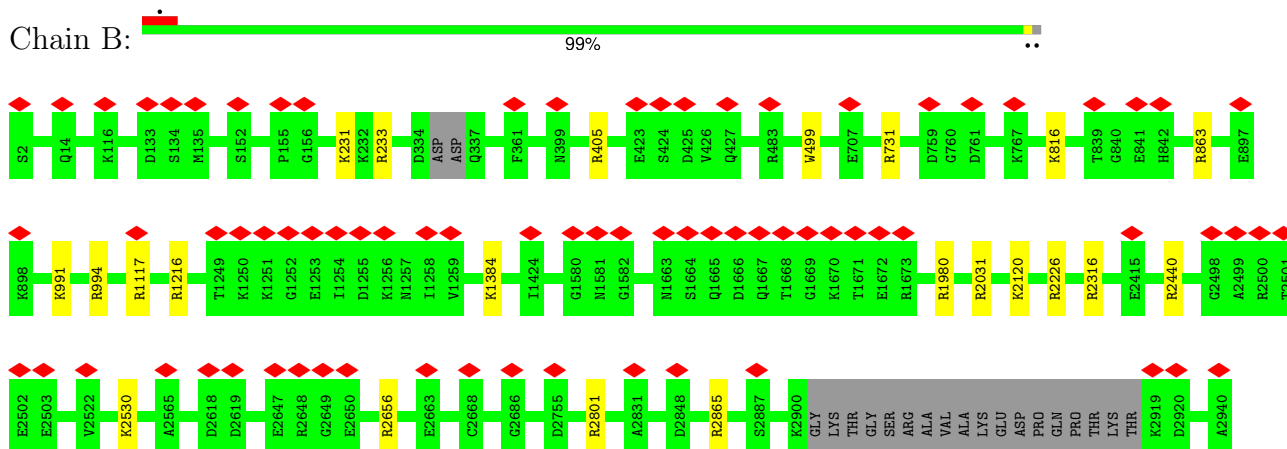 Chain B:
99%
S2 Q14 K116 D133 S134 M135 S152 P155 G156 K231 K232 R233 D334 ASP ASP Q337 F361 N399 R405 E423 S424 D425 V426 Q427 R483 W499 E707 R731 D759 G760 D761 K767 K816 T839 G840 E841 H842 R863 E897
K898 K991 R994 R1117 R1216 T1249 K1250 K1251 G1252 E1253 I1254 D1255 K1256 N1257 I1258 V1259 K1384 I1424 G1580 N1581 G1582 N1663 S1664 Q1665 D1666 Q1667 T1668 G1669 K1670 T1671 E1672 R1673 R1980 R2031 K2120 R2226 R2316 E2415 R2440 G2498 A2499 R2500 T2501
E2502 E2503 V2522 K2530 A2565 D2618 D2619 E2647 R2648 G2649 E2650 R2656 E2663 C2668 G2686 D2755 R2801 A2831 D2848 R2865 S2887 K2900 GLY LYS THR GLY SER ARG ALA VAL ALA LYS GLU ASP PRO GLN PRO THR LYS THR K2919 D2920 A2940